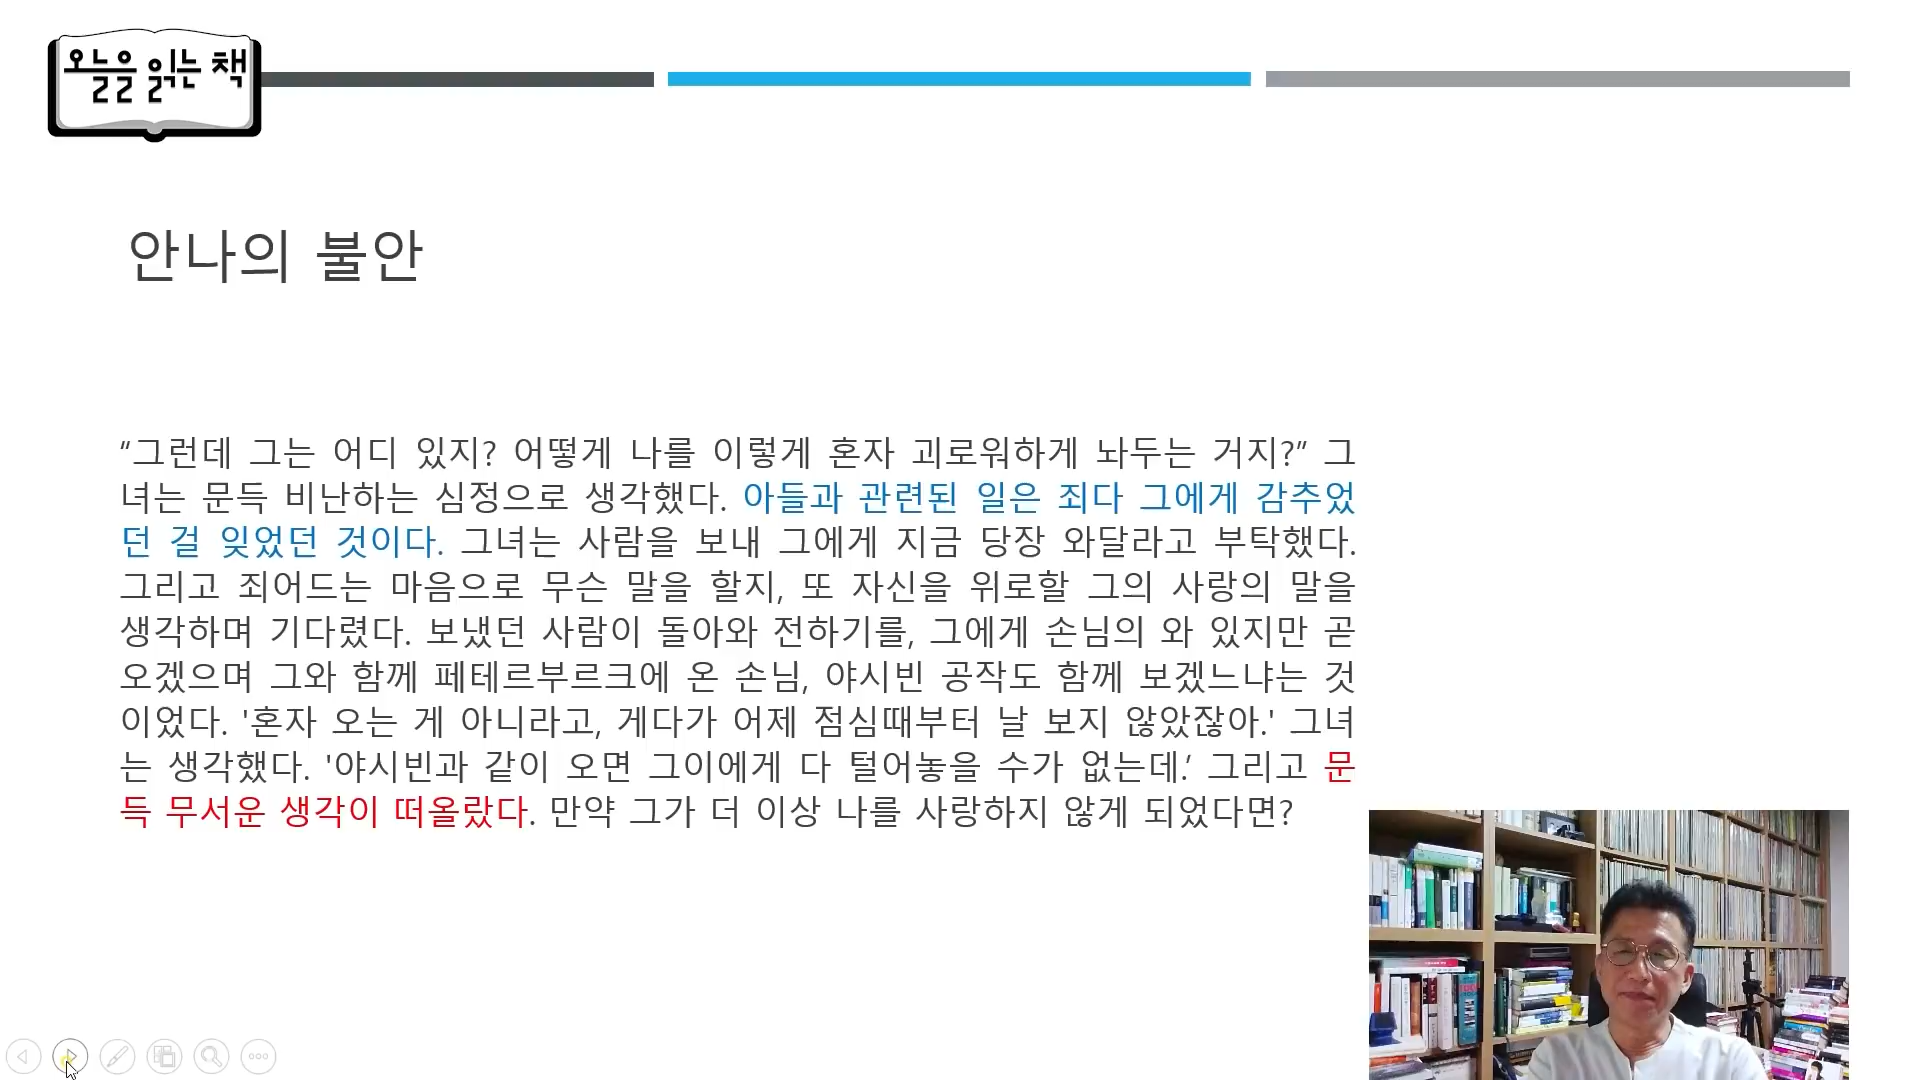 오늘을 읽는 책
안나의 불안
“그런데 그는 어디 있지? 어떻게 나를 이렇게 혼자 괴로워하게 놔두는 거지?” 그
녀는 문득 비난하는 심정으로 생각했다. 아들과 관련된 일은 죄다 그에게 감추었
던 걸 잊었던 것이다. 그녀는 사람을 보내 그에게 지금 당장 와달라고 부탁했다.
그리고 죄어드는 마음으로 무슨 말을 할지, 또 자신을 위로할 그의 사랑의 말을
생각하며 기다렸다. 보냈던 사람이 돌아와 전하기를, 그에게 손님의 와 있지만 곧
오겠으며 그와 함께 페테르부르크에 온 손님, 야시빈 공작도 함께 보겠느냐는 것
이었다. '혼자 오는 게 아니라고, 게다가 어제 점심때부터 날 보지 않았잖아.' 그녀
는 생각했다. '야시빈과 같이 오면 그이에게 다 털어놓을 수가 없는데.’ 그리고 문
득 무서운 생각이 떠올랐다. 만약 그가 더 이상 나를 사랑하지 않게 되었다면?